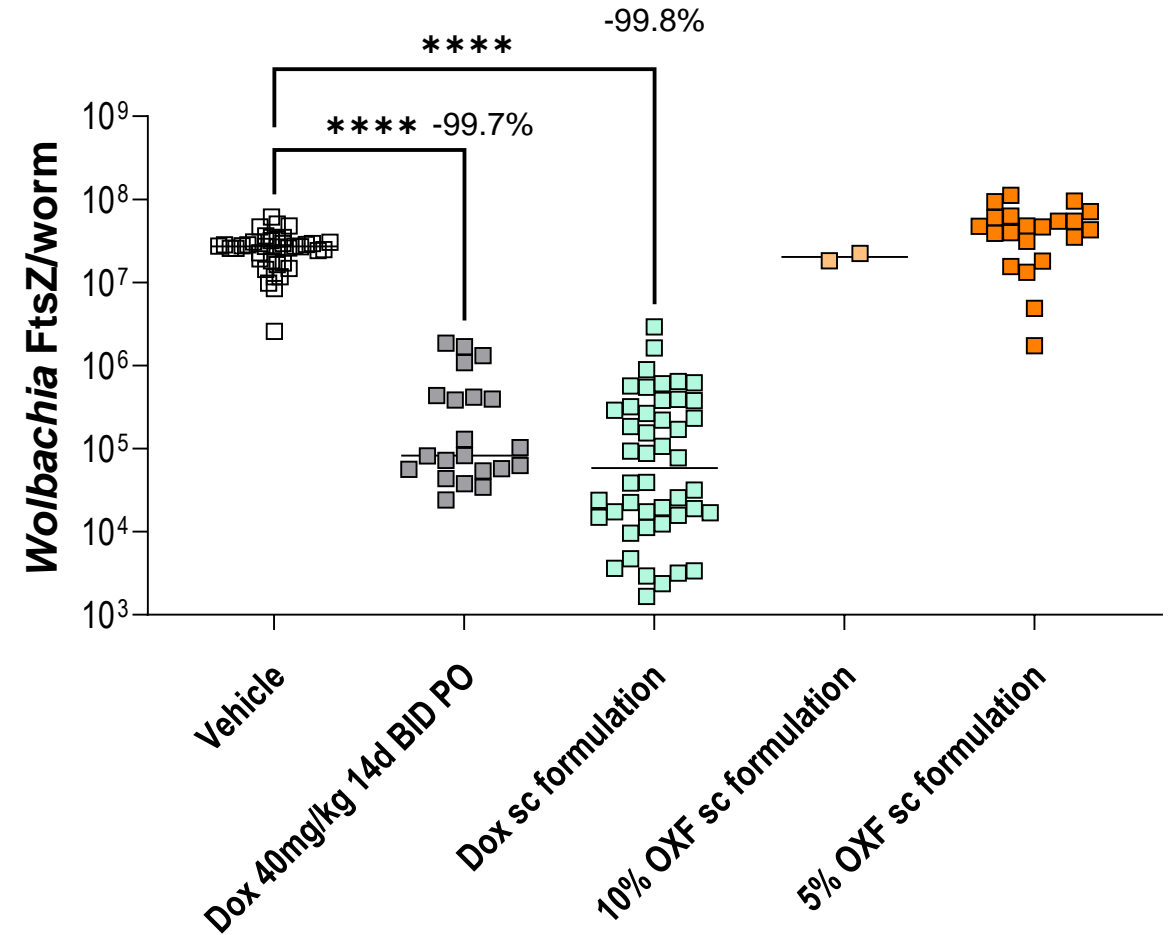 -99.8%
****
**** -99.7%
10⁹
10⁸
10⁷
10⁶
10⁵
10⁴
10³
Wolbachia FtsZ/worm
Vehicle
Dox 40mg/kg 14d BID PO
Dox sc formulation
10% OXF sc formulation
5% OXF sc formulation